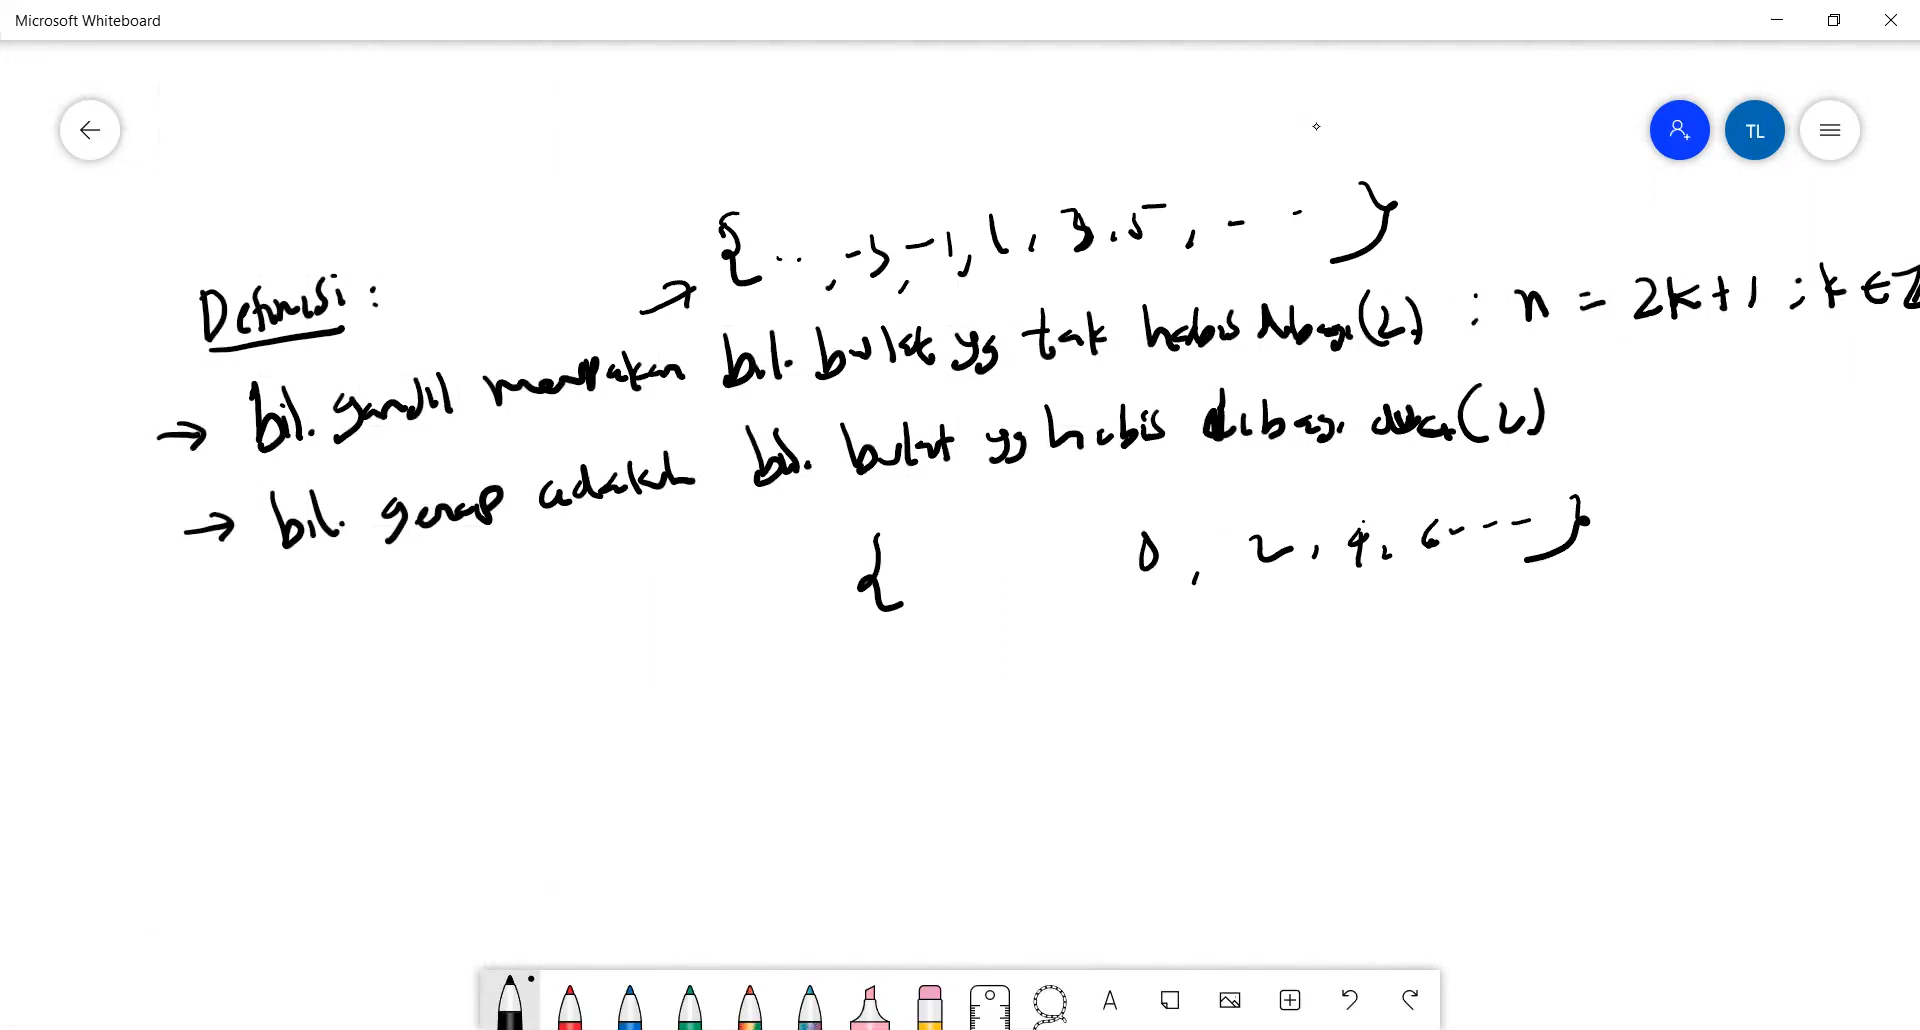 Microsoft Whiteboard
TL
{ .. , -3, -1, 1, 3, 5, - - }
Definisi :
→ bil. ganjil merupakan bil. bulat yg tak habis dibagi (2) ; n = 2k+1 ; k ∈ Z
→ bil. genap adalah bil. bulat yg habis dibagi dua (2)
{ 0, 2, 4, 6 - - - }
A